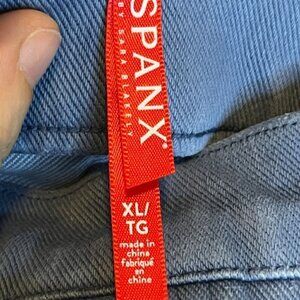 SPANX®
BY SARA BLAKELY
XL/
TG
made in
china
fabriqué
en
chine